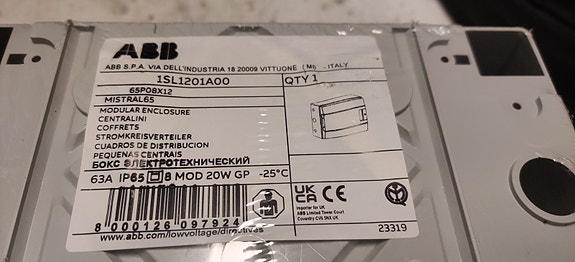 ABB
ABB S.P.A. VIA DELL'INDUSTRIA 18 20009 VITTUONE (MI) - ITALY
1SL1201A00
QTY 1
65P08X12
MISTRAL65
MODULAR ENCLOSURE
CENTRALINI
COFFRETS
STROMKREISVERTEILER
CUADROS DE DISTRIBUCION
PEQUENAS CENTRAIS
БОКС ЭЛЕКТРОТЕХНИЧЕСКИЙ
63A IP65 8 MOD 20W GP -25°C
8 000126 097924
www.abb.com/lowvoltage/directives
UK CA CE
Importer for UK
ABB Limited Tower Court
Coventry CV6 5NX UK
23319